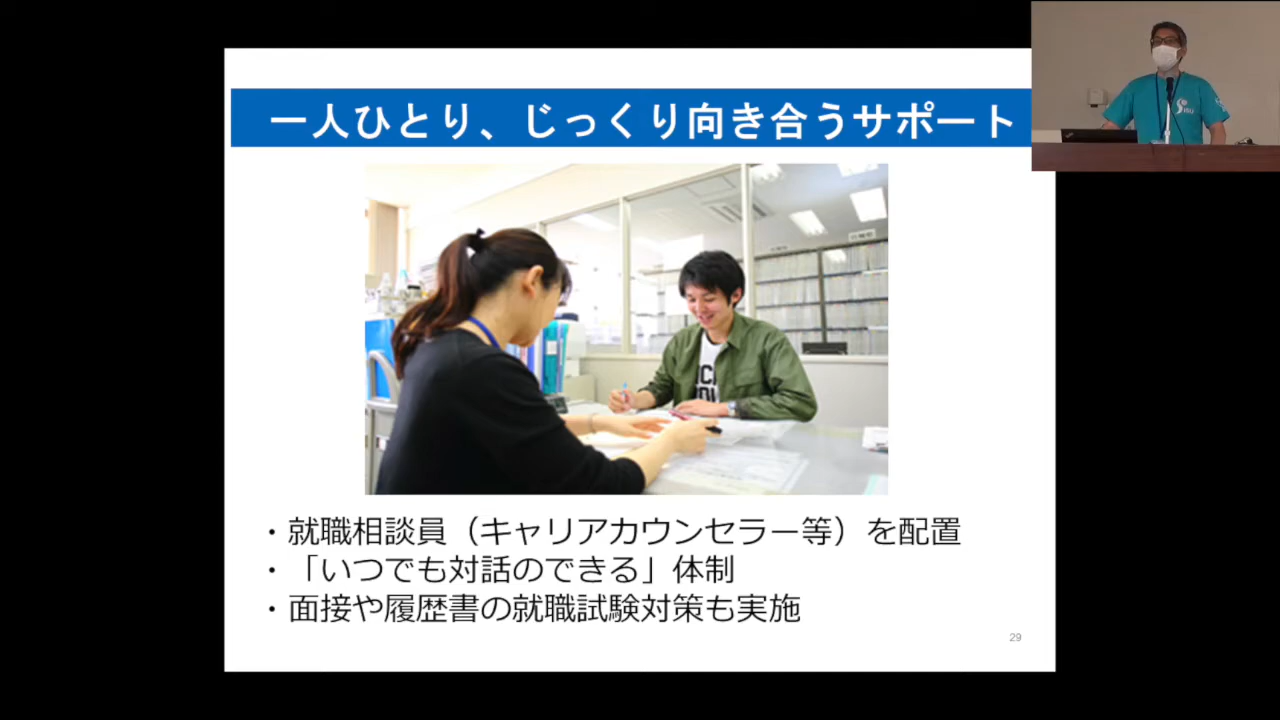 一人ひとり、じっくり向き合うサポート
・就職相談員（キャリアカウンセラー等）を配置
・「いつでも対話のできる」体制
・面接や履歴書の就職試験対策も実施
29